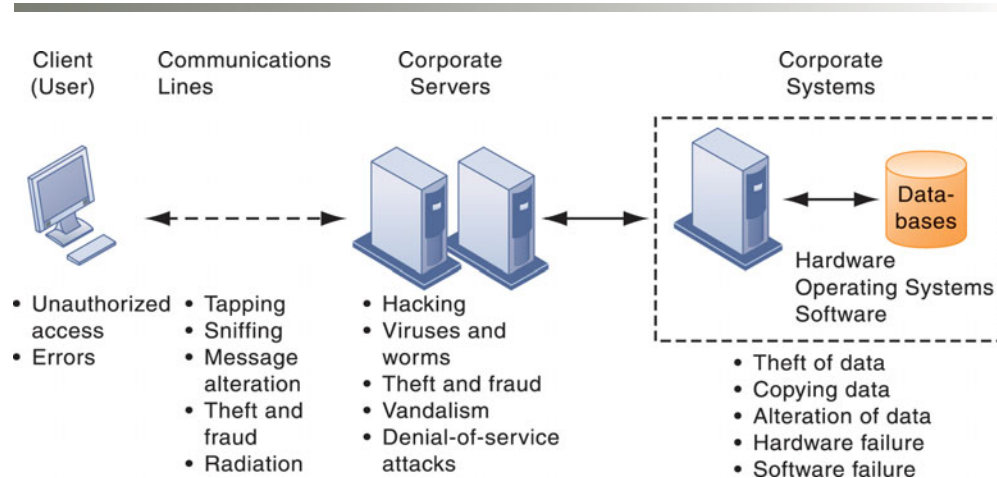 Client
(User)
Communications
Lines
Corporate
Servers
Corporate
Systems
Data-
bases
Hardware
Operating Systems
Software
• Unauthorized
access
• Errors
• Tapping
• Sniffing
• Message
alteration
• Theft and
fraud
• Radiation
• Hacking
• Viruses and
worms
• Theft and fraud
• Vandalism
• Denial-of-service
attacks
• Theft of data
• Copying data
• Alteration of data
• Hardware failure
• Software failure